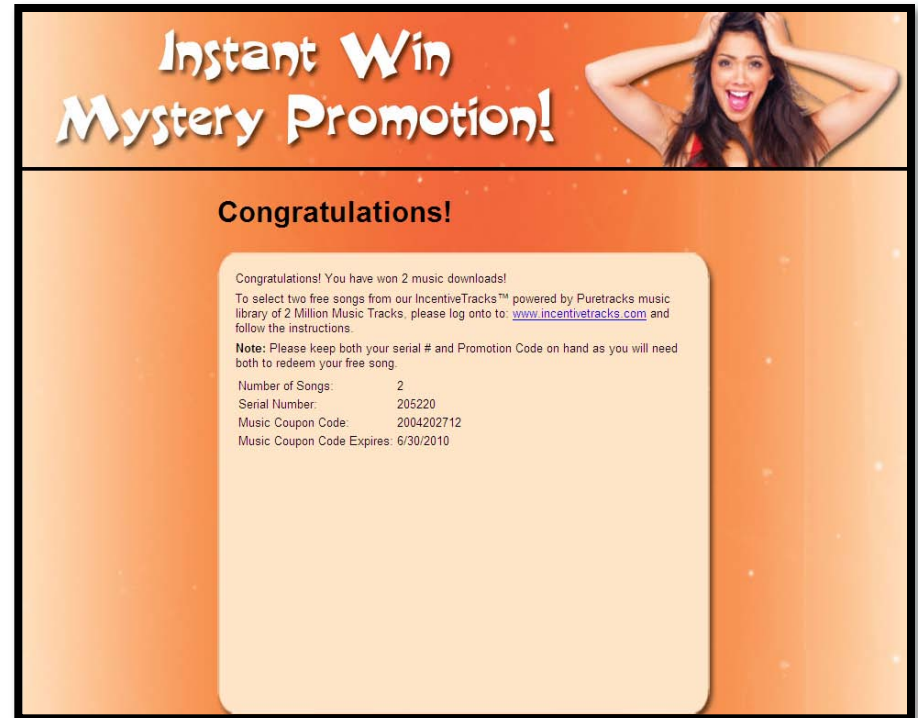 Instant Win
Mystery Promotion!
Congratulations!
Congratulations! You have won 2 music downloads!
To select two free songs from our IncentiveTracks™ powered by Puretracks music
library of 2 Million Music Tracks, please log onto to: www.incentivetracks.com and
follow the instructions.
Note: Please keep both your serial # and Promotion Code on hand as you will need
both to redeem your free song.
Number of Songs: 2
Serial Number: 205220
Music Coupon Code: 2004202712
Music Coupon Code Expires: 6/30/2010